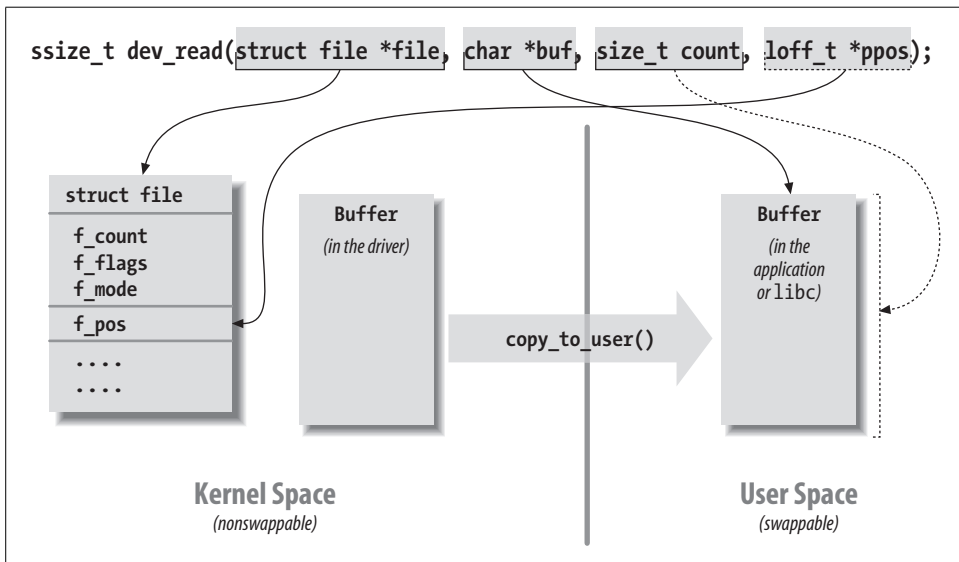 ssize_t dev_read(struct file *file, char *buf, size_t count, loff_t *ppos);
struct file
f_count
f_flags
f_mode
f_pos
....
....
Buffer
(in the driver)
copy_to_user()
Buffer
(in the
application
or libc)
Kernel Space
(nonswappable)
User Space
(swappable)